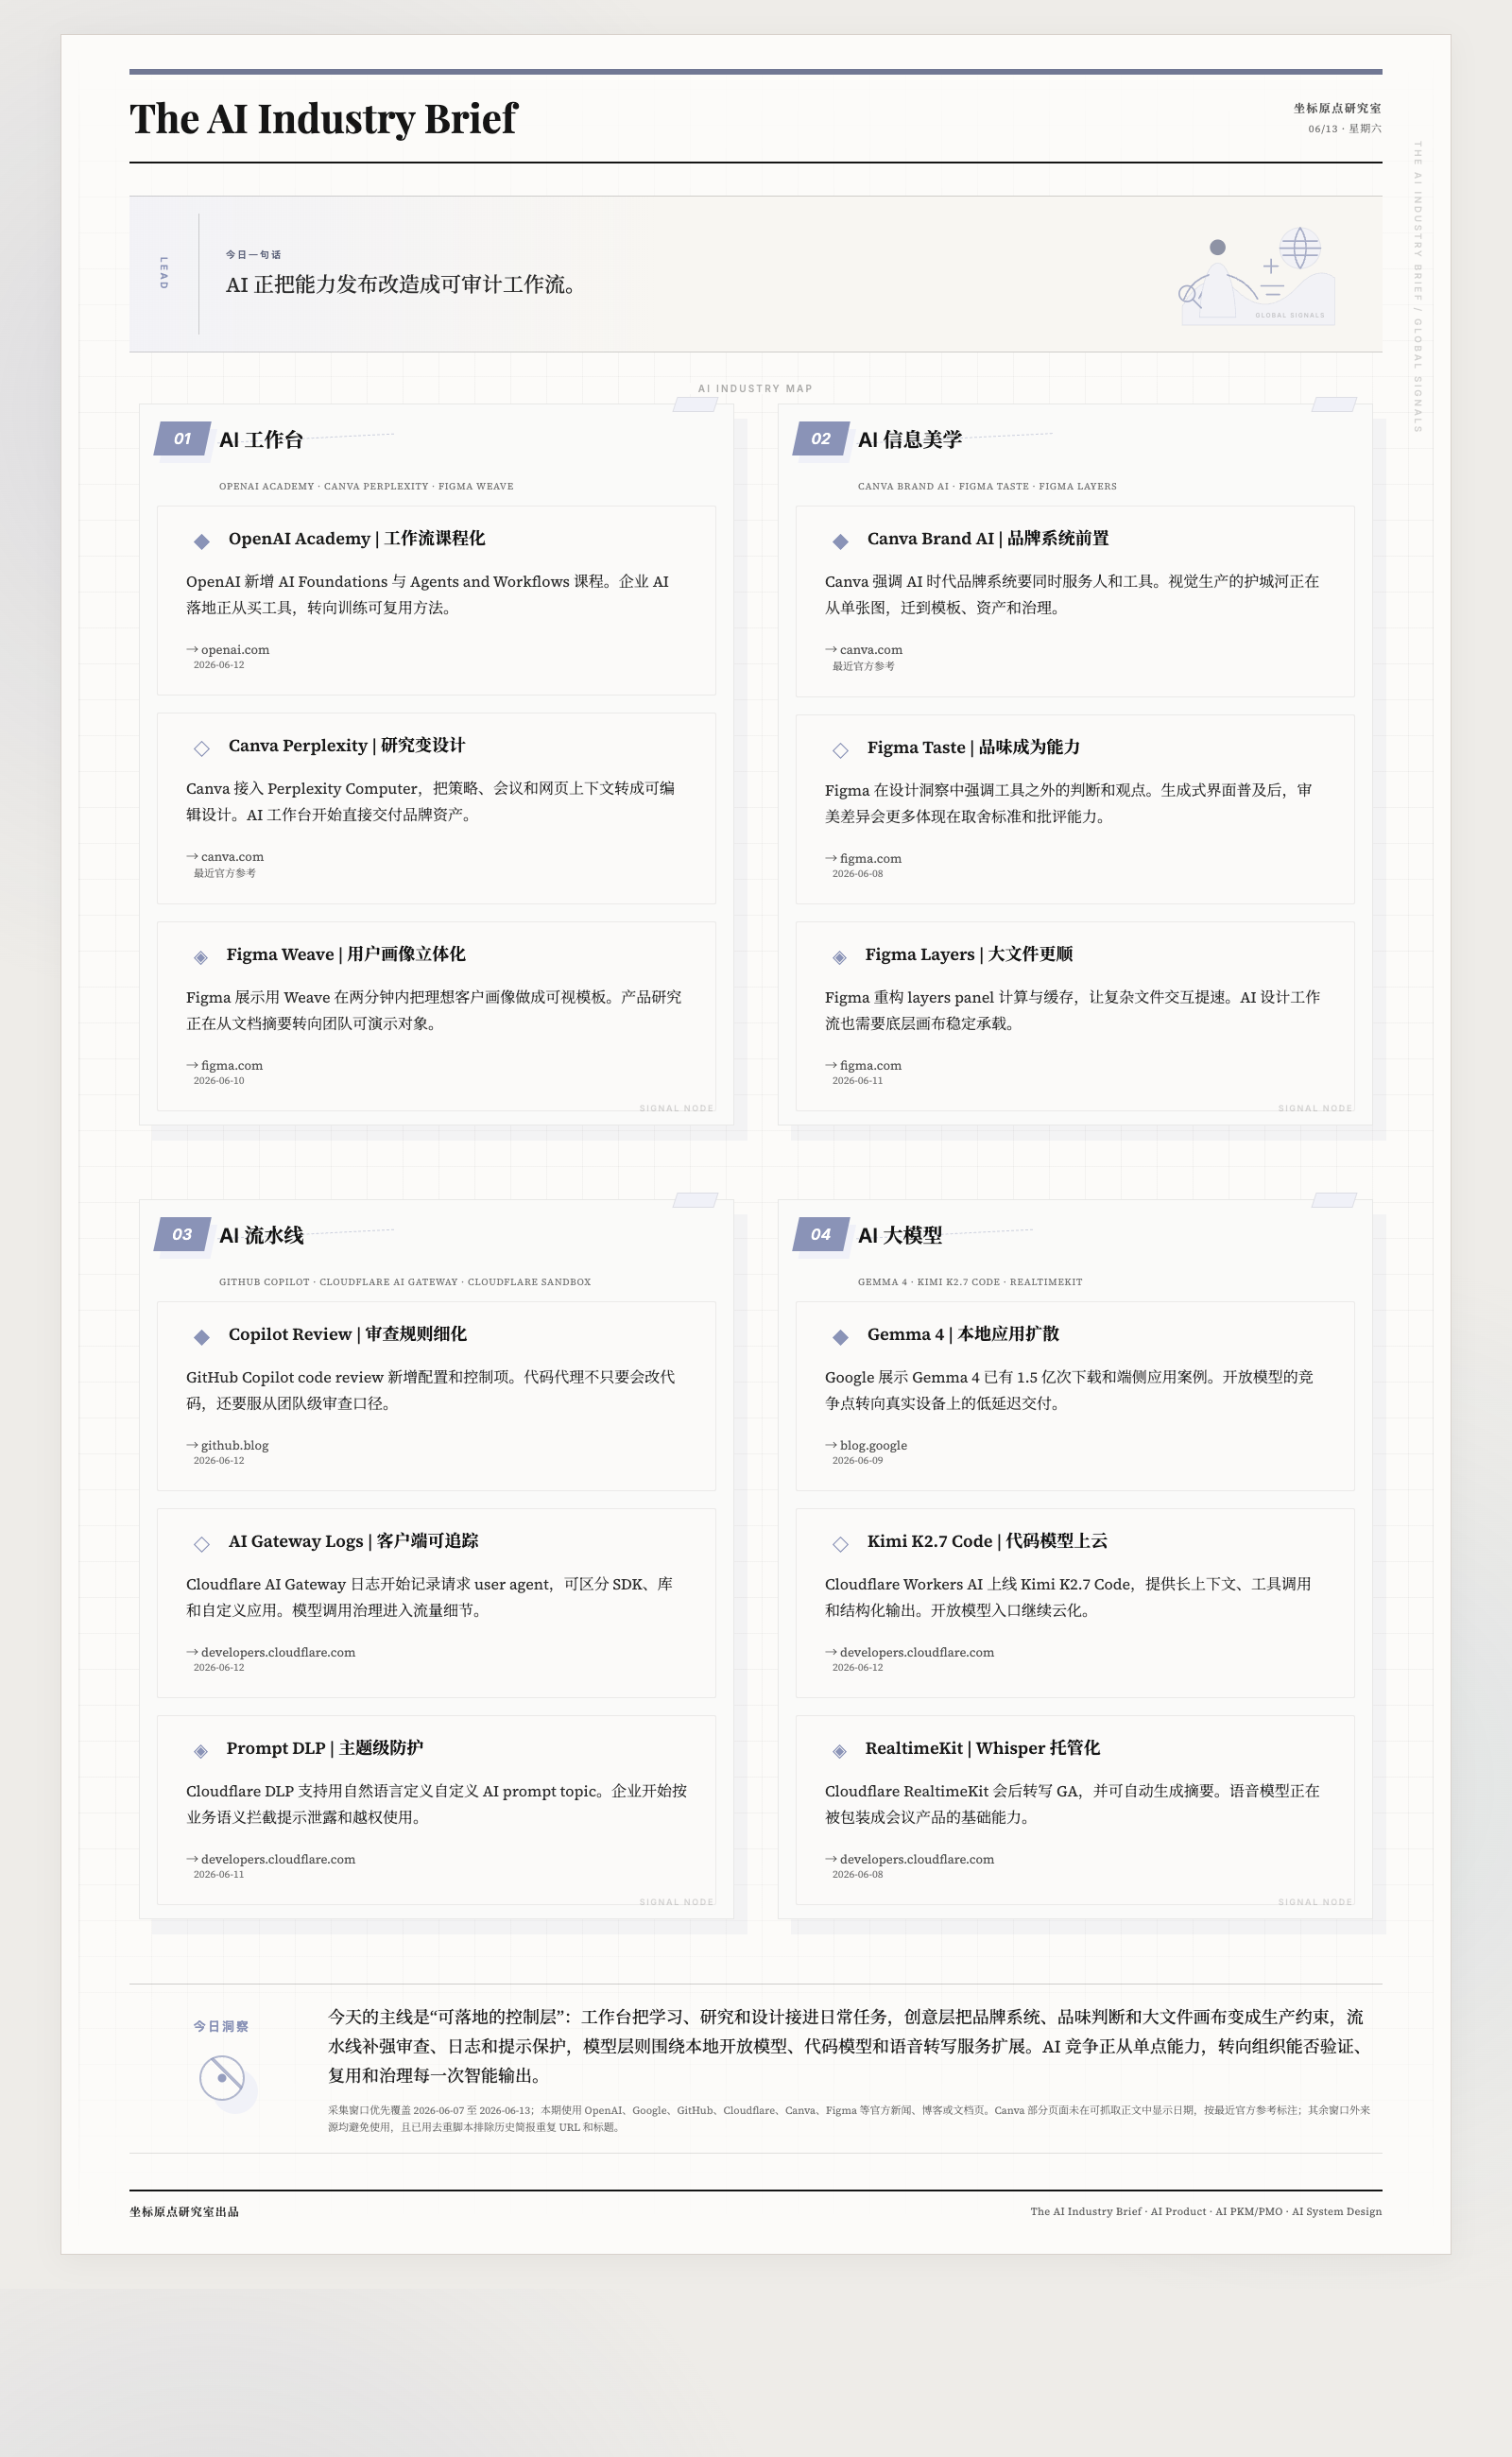 The AI Industry Brief
坐标原点研究室
06/13 · 星期六
THE AI INDUSTRY BRIEF / GLOBAL SIGNALS
LEAD
今日一句话
AI 正把能力发布改造成可审计工作流。
GLOBAL SIGNALS
AI INDUSTRY MAP
01
AI 工作台
OPENAI ACADEMY · CANVA PERPLEXITY · FIGMA WEAVE
◆ OpenAI Academy | 工作流课程化
OpenAI 新增 AI Foundations 与 Agents and Workflows 课程。企业 AI
落地正从买工具，转向训练可复用方法。
→ openai.com
2026-06-12
◇ Canva Perplexity | 研究变设计
Canva 接入 Perplexity Computer，把策略、会议和网页上下文转成可编
辑设计。AI 工作台开始直接交付品牌资产。
→ canva.com
最近官方参考
◈ Figma Weave | 用户画像立体化
Figma 展示用 Weave 在两分钟内把理想客户画像做成可视模板。产品研究
正在从文档摘要转向团队可演示对象。
→ figma.com
2026-06-10
SIGNAL NODE
02
AI 信息美学
CANVA BRAND AI · FIGMA TASTE · FIGMA LAYERS
◆ Canva Brand AI | 品牌系统前置
Canva 强调 AI 时代品牌系统要同时服务人和工具。视觉生产的护城河正在
从单张图，迁到模板、资产和治理。
→ canva.com
最近官方参考
◇ Figma Taste | 品味成为能力
Figma 在设计洞察中强调工具之外的判断和观点。生成式界面普及后，审
美差异会更多体现在取舍标准和批评能力。
→ figma.com
2026-06-08
◈ Figma Layers | 大文件更顺
Figma 重构 layers panel 计算与缓存，让复杂文件交互提速。AI 设计工作
流也需要底层画布稳定承载。
→ figma.com
2026-06-11
SIGNAL NODE
03
AI 流水线
GITHUB COPILOT · CLOUDFLARE AI GATEWAY · CLOUDFLARE SANDBOX
◆ Copilot Review | 审查规则细化
GitHub Copilot code review 新增配置和控制项。代码代理不只要会改代
码，还要服从团队级审查口径。
→ github.blog
2026-06-12
◇ AI Gateway Logs | 客户端可追踪
Cloudflare AI Gateway 日志开始记录请求 user agent，可区分 SDK、库
和自定义应用。模型调用治理进入流量细节。
→ developers.cloudflare.com
2026-06-12
◈ Prompt DLP | 主题级防护
Cloudflare DLP 支持用自然语言定义自定义 AI prompt topic。企业开始按
业务语义拦截提示泄露和越权使用。
→ developers.cloudflare.com
2026-06-11
SIGNAL NODE
04
AI 大模型
GEMMA 4 · KIMI K2.7 CODE · REALTIMEKIT
◆ Gemma 4 | 本地应用扩散
Google 展示 Gemma 4 已有 1.5 亿次下载和端侧应用案例。开放模型的竞
争点转向真实设备上的低延迟交付。
→ blog.google
2026-06-09
◇ Kimi K2.7 Code | 代码模型上云
Cloudflare Workers AI 上线 Kimi K2.7 Code，提供长上下文、工具调用
和结构化输出。开放模型入口继续云化。
→ developers.cloudflare.com
2026-06-12
◈ RealtimeKit | Whisper 托管化
Cloudflare RealtimeKit 会后转写 GA，并可自动生成摘要。语音模型正在
被包装成会议产品的基础能力。
→ developers.cloudflare.com
2026-06-08
SIGNAL NODE
今日洞察
今天的主线是“可落地的控制层”：工作台把学习、研究和设计接进日常任务，创意层把品牌系统、品味判断和大文件画布变成生产约束，流
水线补强审查、日志和提示保护，模型层则围绕本地开放模型、代码模型和语音转写服务扩展。AI 竞争正从单点能力，转向组织能否验证、
复用和治理每一次智能输出。
采集窗口优先覆盖 2026-06-07 至 2026-06-13；本期使用 OpenAI、Google、GitHub、Cloudflare、Canva、Figma 等官方新闻、博客或文档页。Canva 部分页面未在可抓取正文中显示日期，按最近官方参考标注；其余窗口外来
源均避免使用，且已用去重脚本排除历史简报重复 URL 和标题。
坐标原点研究室出品
The AI Industry Brief · AI Product · AI PKM/PMO · AI System Design